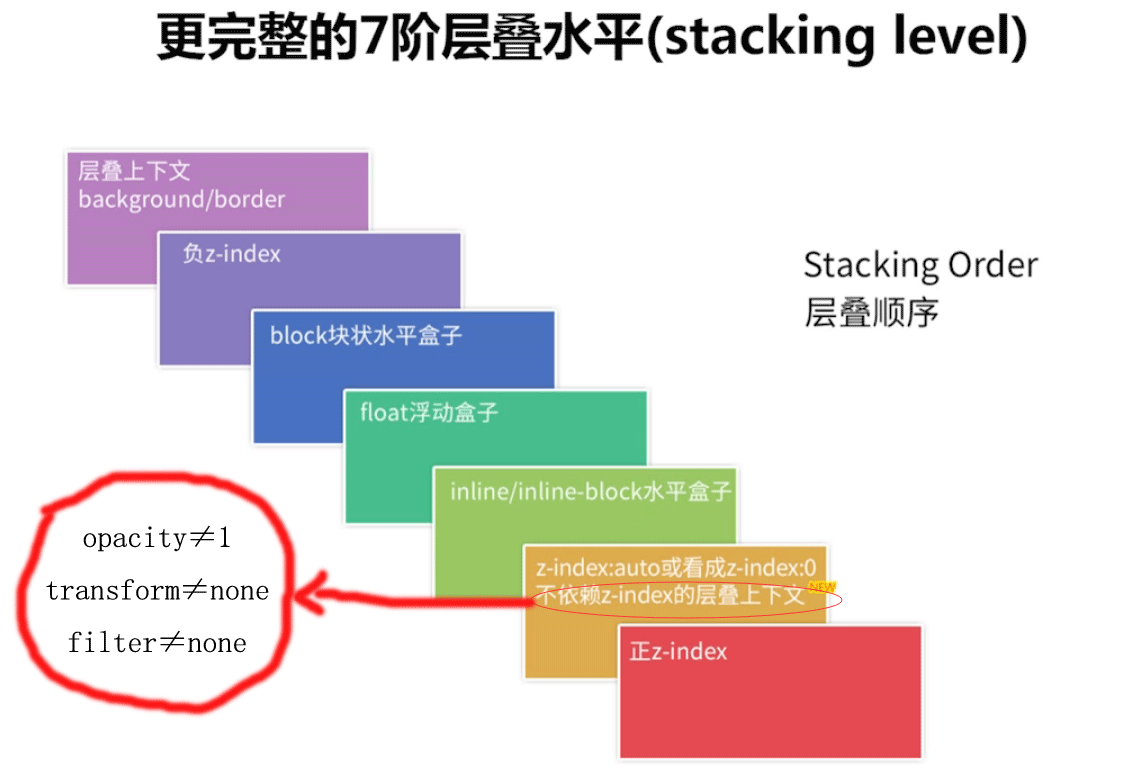 更完整的7阶层叠水平(stacking level)
层叠上下文
background/border
负z-index
Stacking Order
层叠顺序
block块状水平盒子
float浮动盒子
inline/inline-block水平盒子
opacity≠1
transform≠none
filter≠none
z-index:auto或看成z-index:0
不依赖z-index的层叠上下文
NEW
正z-index